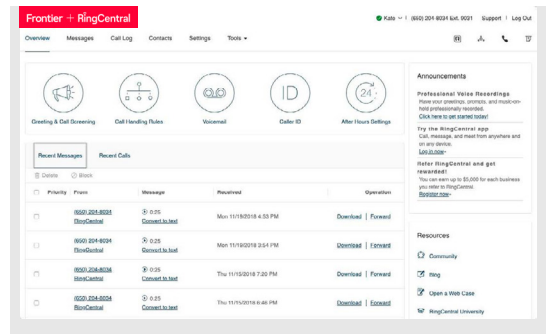 Frontier + RingCentral
Kate (650) 204-8034 Ext. 9031 Support | Log Out
Overview Messages Call Log Contacts Settings Tools
ID 24
Greeting & Call Screening Call Handling Rules Voicemail Caller ID After Hours Settings
Recent Messages Recent Calls
Delete Block
Priority From Message Received Operation
(650) 204-8034 0:25 Mon 11/19/2018 4:33 PM Download | Forward
RingCentral Convert to text
(650) 204-8034 0:25 Mon 11/19/2018 3:54 PM Download | Forward
RingCentral Convert to text
(650) 204-8034 0:25 Thu 11/15/2018 7:20 PM Download | Forward
RingCentral Convert to text
(650) 204-8034 0:25 Thu 11/15/2018 6:46 PM Download | Forward
RingCentral Convert to text
Announcements
Professional Voice Recordings
Have your greetings, prompts, and music-on-
hold professionally recorded.
Click here to get started today!
Try the RingCentral app
Call, message, and meet from anywhere and
on any device.
Log in now
Refer RingCentral and get
rewarded!
You can earn up to $5,000 for each business
you refer to RingCentral.
Register now
Resources
Community
Blog
Open a Web Case
RingCentral University